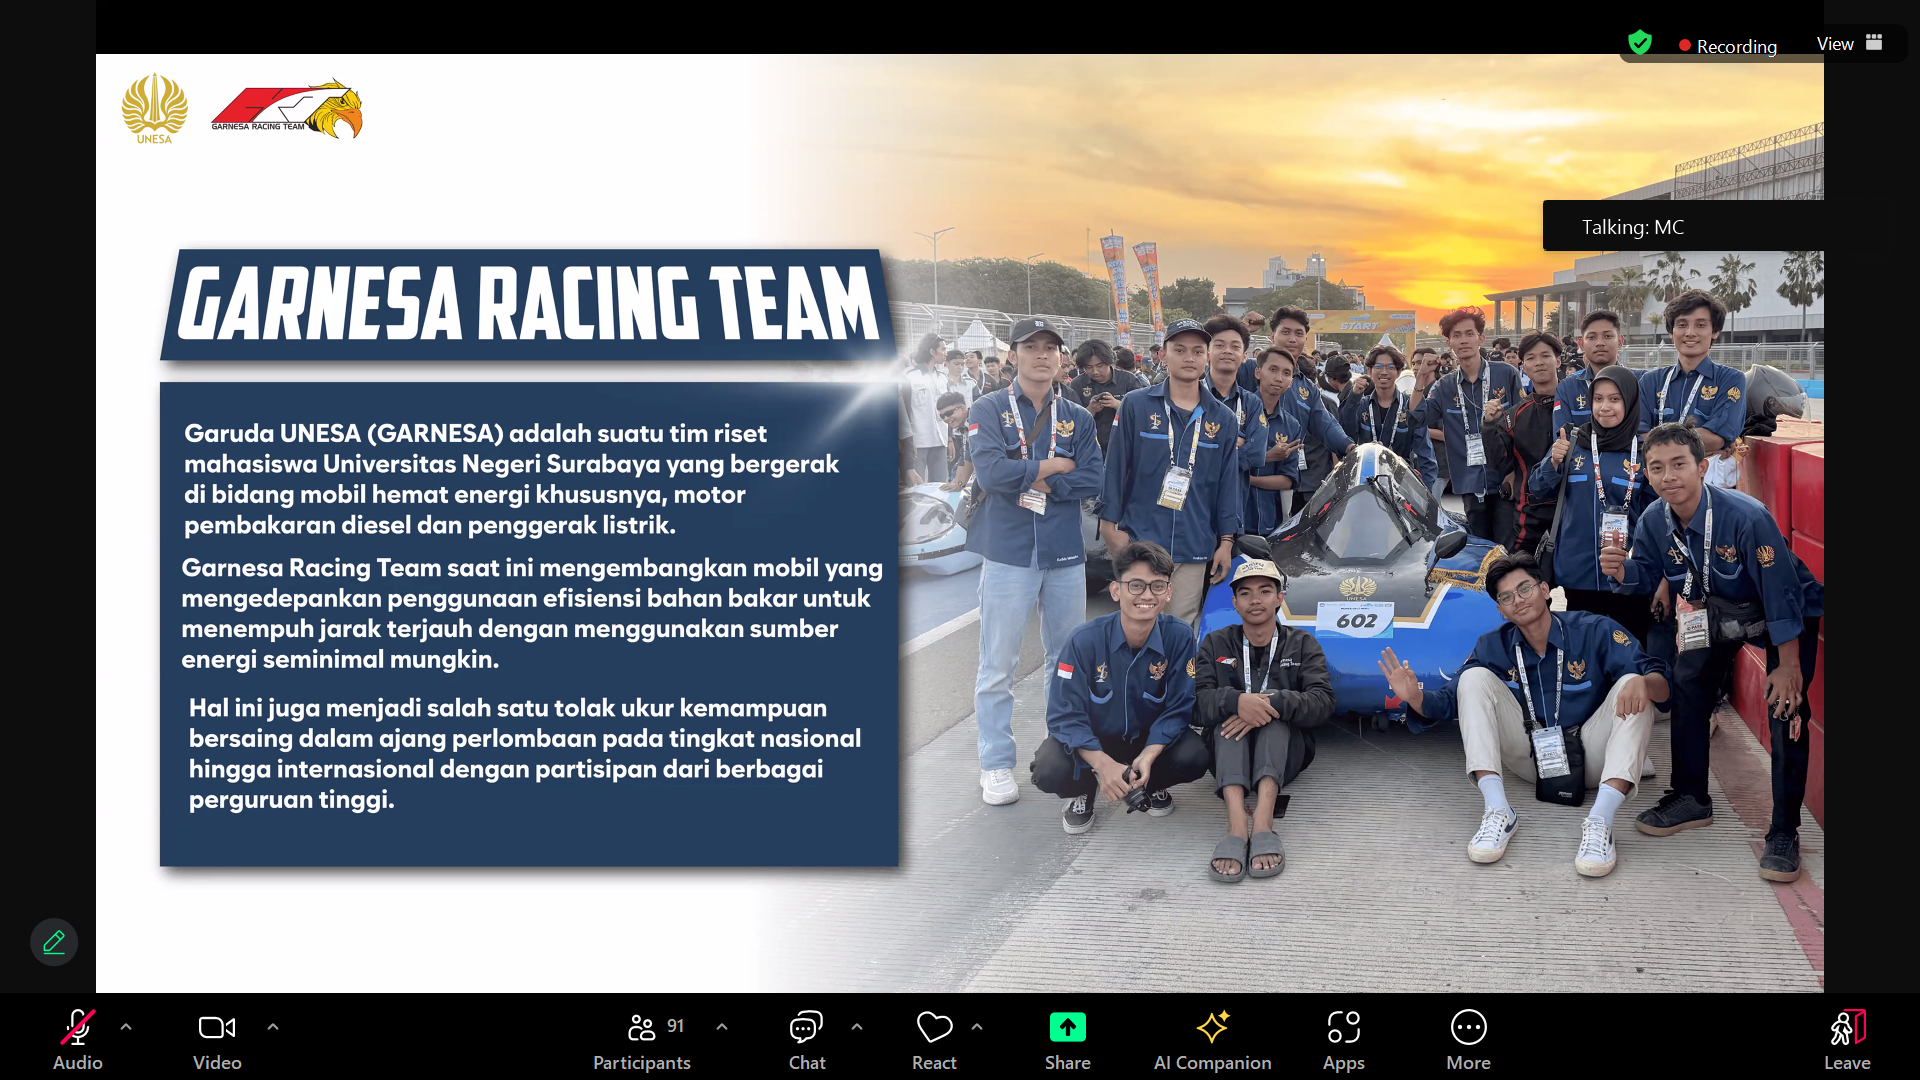 Recording
View
UNESA
GARNESA RACING TEAM
Talking: MC
GARNESA RACING TEAM
START
Garuda UNESA (GARNESA) adalah suatu tim riset
mahasiswa Universitas Negeri Surabaya yang bergerak
di bidang mobil hemat energi khususnya, motor
pembakaran diesel dan penggerak listrik.
Garnesa Racing Team saat ini mengembangkan mobil yang
mengedepankan penggunaan efisiensi bahan bakar untuk
menempuh jarak terjauh dengan menggunakan sumber
energi seminimal mungkin.
Hal ini juga menjadi salah satu tolak ukur kemampuan
bersaing dalam ajang perlombaan pada tingkat nasional
hingga internasional dengan partisipan dari berbagai
perguruan tinggi.
UNESA
602
Audio
Video
91
Participants
Chat
React
Share
AI Companion
Apps
More
Leave